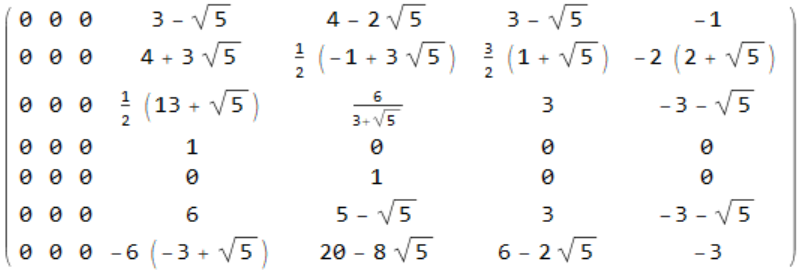 0 0 0 3 - √5 4 - 2 √5 3 - √5 -1
0 0 0 4 + 3 √5 1/2 (-1 + 3 √5) 3/2 (1 + √5) -2 (2 + √5)
0 0 0 1/2 (13 + √5) 6/(3+√5) 3 -3 - √5
0 0 0 1 0 0 0
0 0 0 0 1 0 0
0 0 0 6 5 - √5 3 -3 - √5
0 0 0 -6 (-3 + √5) 20 - 8 √5 6 - 2 √5 -3